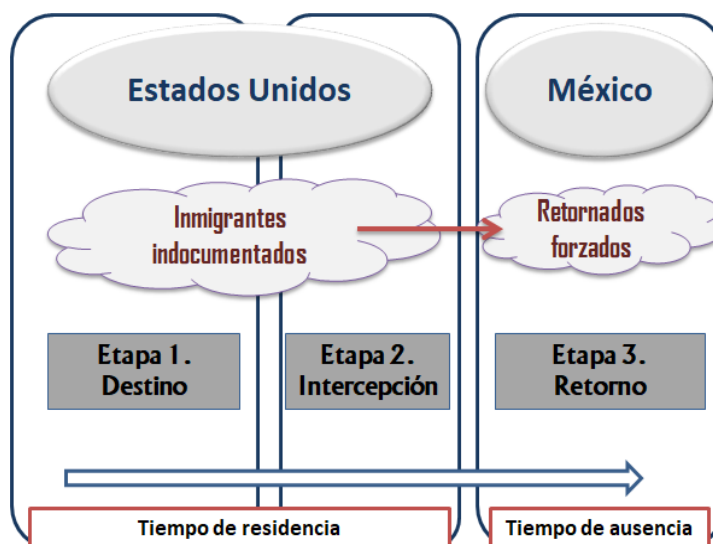 Estados Unidos
México
Inmigrantes
indocumentados
Retornados
forzados
Etapa 1.
Destino
Etapa 2.
Intercepción
Etapa 3.
Retorno
Tiempo de residencia
Tiempo de ausencia